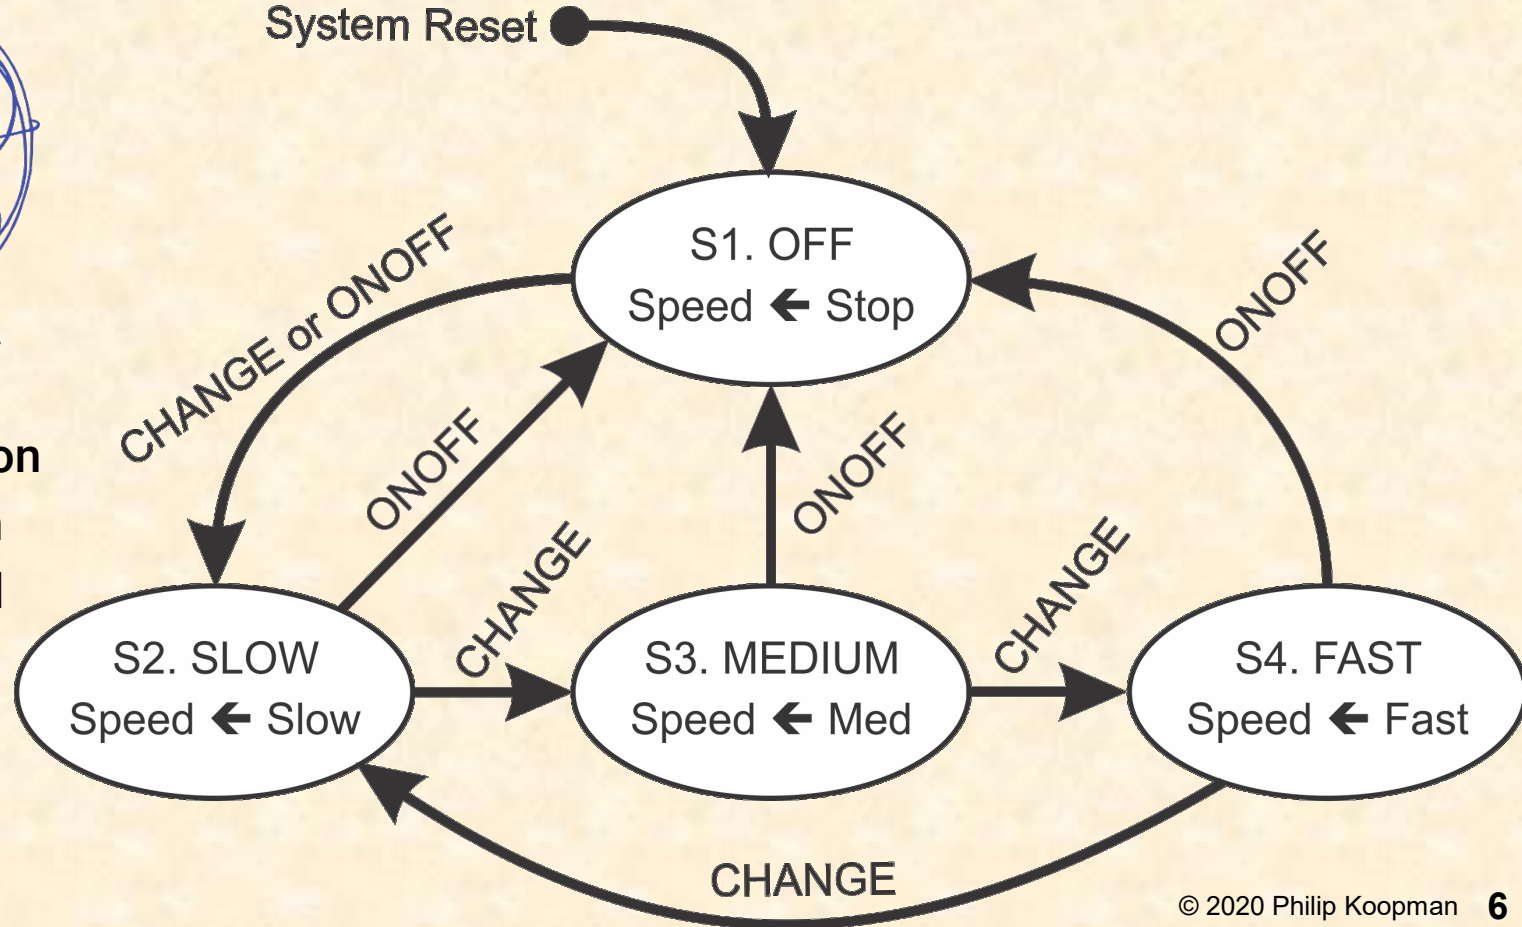 System Reset
S1. OFF
Speed 🡰 Stop
CHANGE or ONOFF
ONOFF
ONOFF
ONOFF
CHANGE
CHANGE
S2. SLOW
Speed 🡰 Slow
S3. MEDIUM
Speed 🡰 Med
S4. FAST
Speed 🡰 Fast
CHANGE
© 2020 Philip Koopman 6